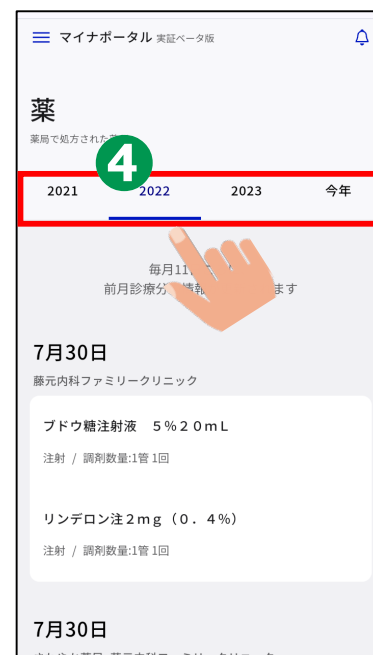 マイナポータル 実証ベータ版
薬
薬局で処方された
4
2021 2022 2023 今年
毎月11
前月診療分 情報 ます
7月30日
藤元内科ファミリークリニック
ブドウ糖注射液 5%20mL
注射 / 調剤数量:1管 1回
リンデロン注2mg(0.4%)
注射 / 調剤数量:1管 1回
7月30日